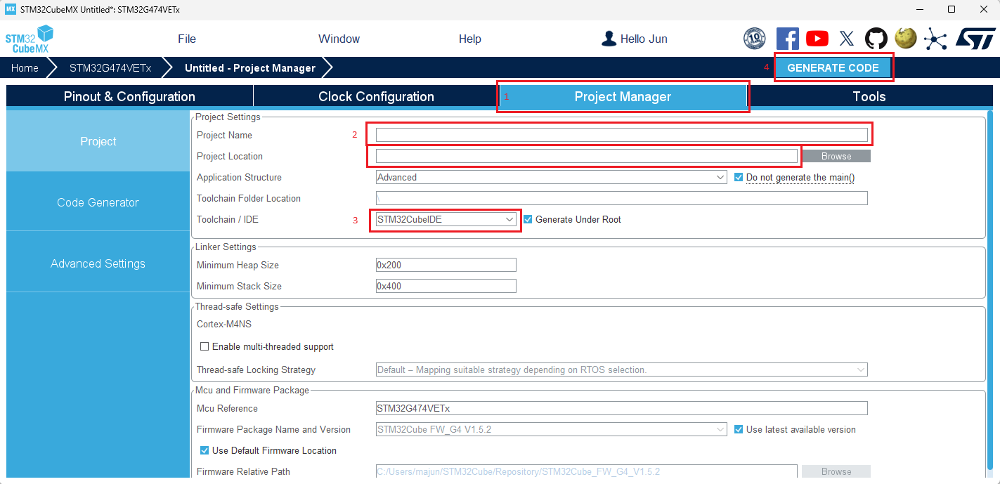 MX STM32CubeMX Untitled*: STM32G474VETx
STM32 CubeMX
File Window Help Hello Jun
10 YEARS
Home STM32G474VETx Untitled - Project Manager 4 GENERATE CODE
Pinout & Configuration Clock Configuration 1 Project Manager Tools
Project
Code Generator
Advanced Settings
Project Settings
Project Name 2
Project Location Browse
Application Structure Advanced Do not generate the main()
Toolchain Folder Location \
Toolchain / IDE 3 STM32CubeIDE Generate Under Root
Linker Settings
Minimum Heap Size 0x200
Minimum Stack Size 0x400
Thread-safe Settings
Cortex-M4NS
Enable multi-threaded support
Thread-safe Locking Strategy Default – Mapping suitable strategy depending on RTOS selection.
Mcu and Firmware Package
Mcu Reference STM32G474VETx
Firmware Package Name and Version STM32Cube FW_G4 V1.5.2 Use latest available version
Use Default Firmware Location
Firmware Relative Path C:/Users/majun/STM32Cube/Repository/STM32Cube_FW_G4_V1.5.2 Browse